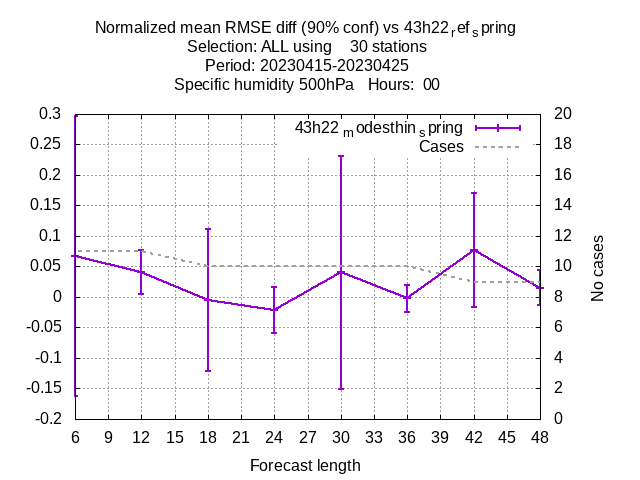 Normalized mean RMSE diff (90% conf) vs 43h22refspring
Selection: ALL using 30 stations
Period: 20230415-20230425
Specific humidity 500hPa Hours: 00
0.3 20
43h22modesthinspring
0.25 18
Cases
0.2 16
0.15 14
0.1 12
0.05 10
0 8
-0.05 6
-0.1 4
-0.15 2
-0.2 0
No cases
6 9 12 15 18 21 24 27 30 33 36 39 42 45 48
Forecast length